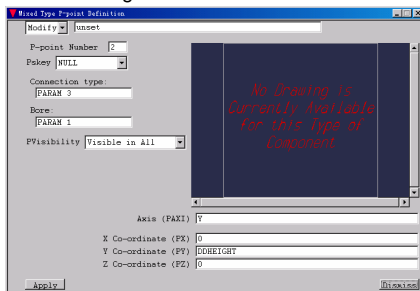 Mixed Type P-point Definition
Modify unset
P-point Number 2
Pskey NULL
Connection type:
PARAM 3
Bore:
PARAM 1
PVisibility Visible in All
No Drawing is
Currently Available
for this Type of
Component
Axis (PAXI) Y
X Co-ordinate (PX) 0
Y Co-ordinate (PY) DDHEIGHT
Z Co-ordinate (PZ) 0
Apply Dismiss